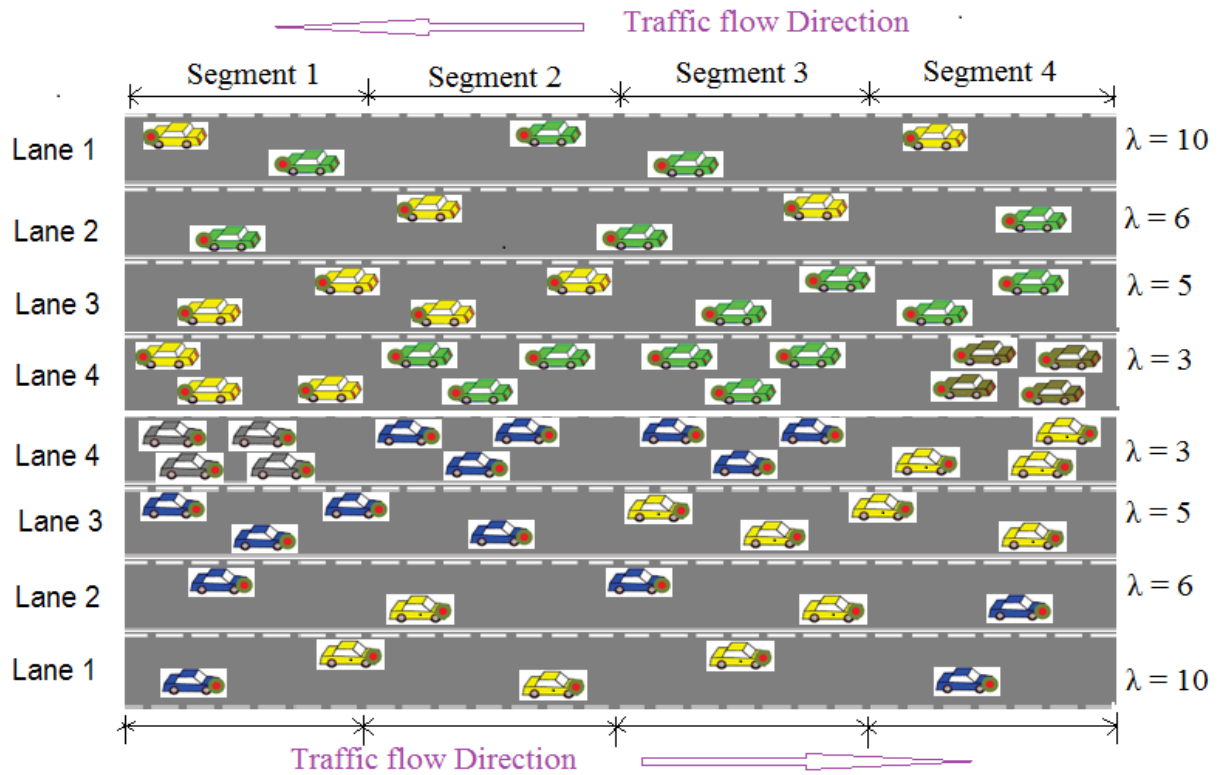 Traffic flow Direction
Segment 1 Segment 2 Segment 3 Segment 4
Lane 1 λ = 10
Lane 2 λ = 6
Lane 3 λ = 5
Lane 4 λ = 3
Lane 4 λ = 3
Lane 3 λ = 5
Lane 2 λ = 6
Lane 1 λ = 10
Traffic flow Direction